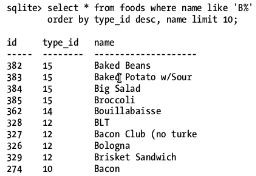 sqlite> select * from foods where name like 'B%'
order by type_id desc, name limit 10;
id type_id name
----- -------- --------------------
382 15 Baked Beans
383 15 Baked Potato w/Sour
384 15 Big Salad
385 15 Broccoli
362 14 Bouillabaisse
328 12 BLT
327 12 Bacon Club (no turke
326 12 Bologna
329 12 Brisket Sandwich
274 10 Bacon